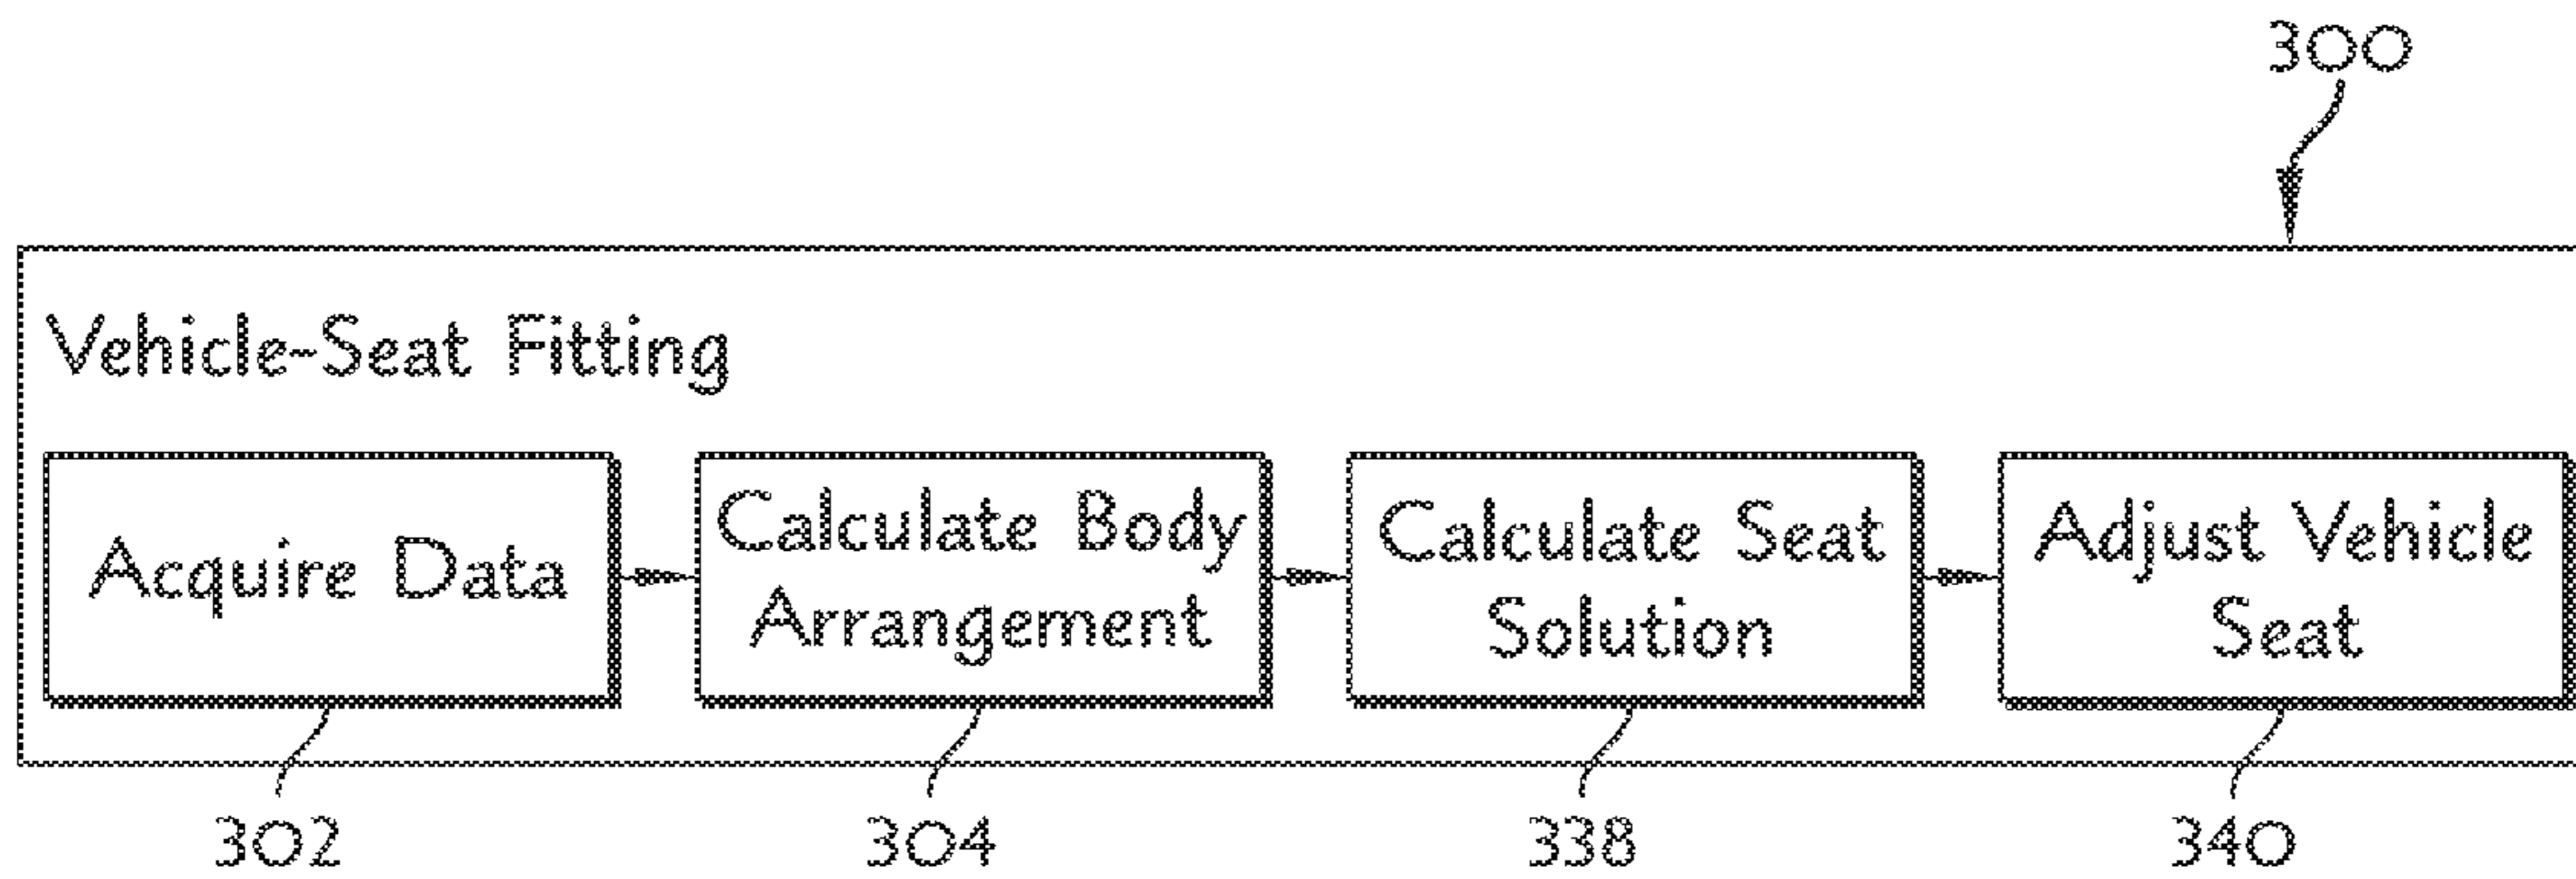 300
Vehicle-Seat Fitting
Acquire Data
Calculate Body
Arrangement
Calculate Seat
Solution
Adjust Vehicle
Seat
302
304
338
340